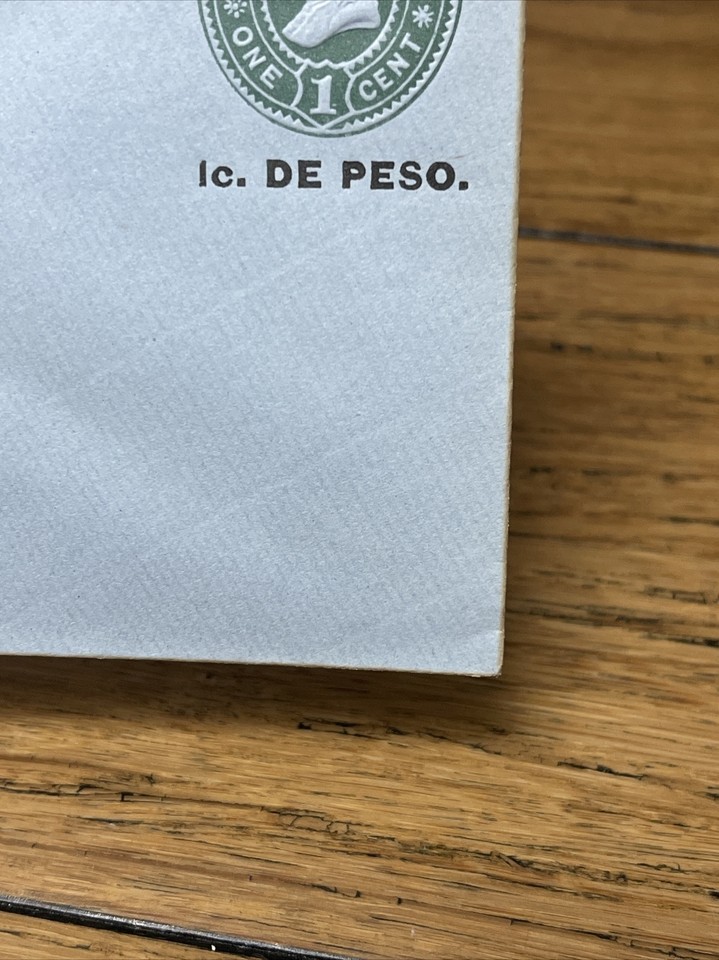 ONE 1 CENT
1c. DE PESO.